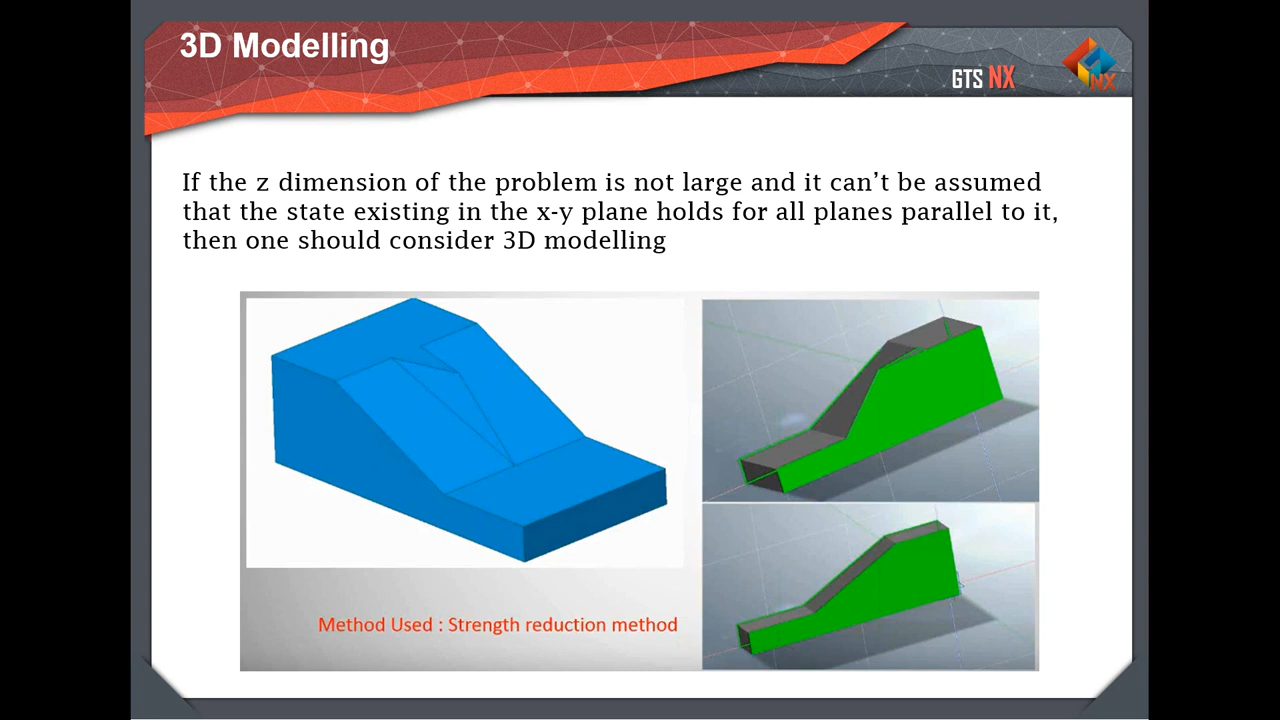 3D Modelling
GTS NX
NX
If the z dimension of the problem is not large and it can’t be assumed
that the state existing in the x-y plane holds for all planes parallel to it,
then one should consider 3D modelling
Method Used : Strength reduction method